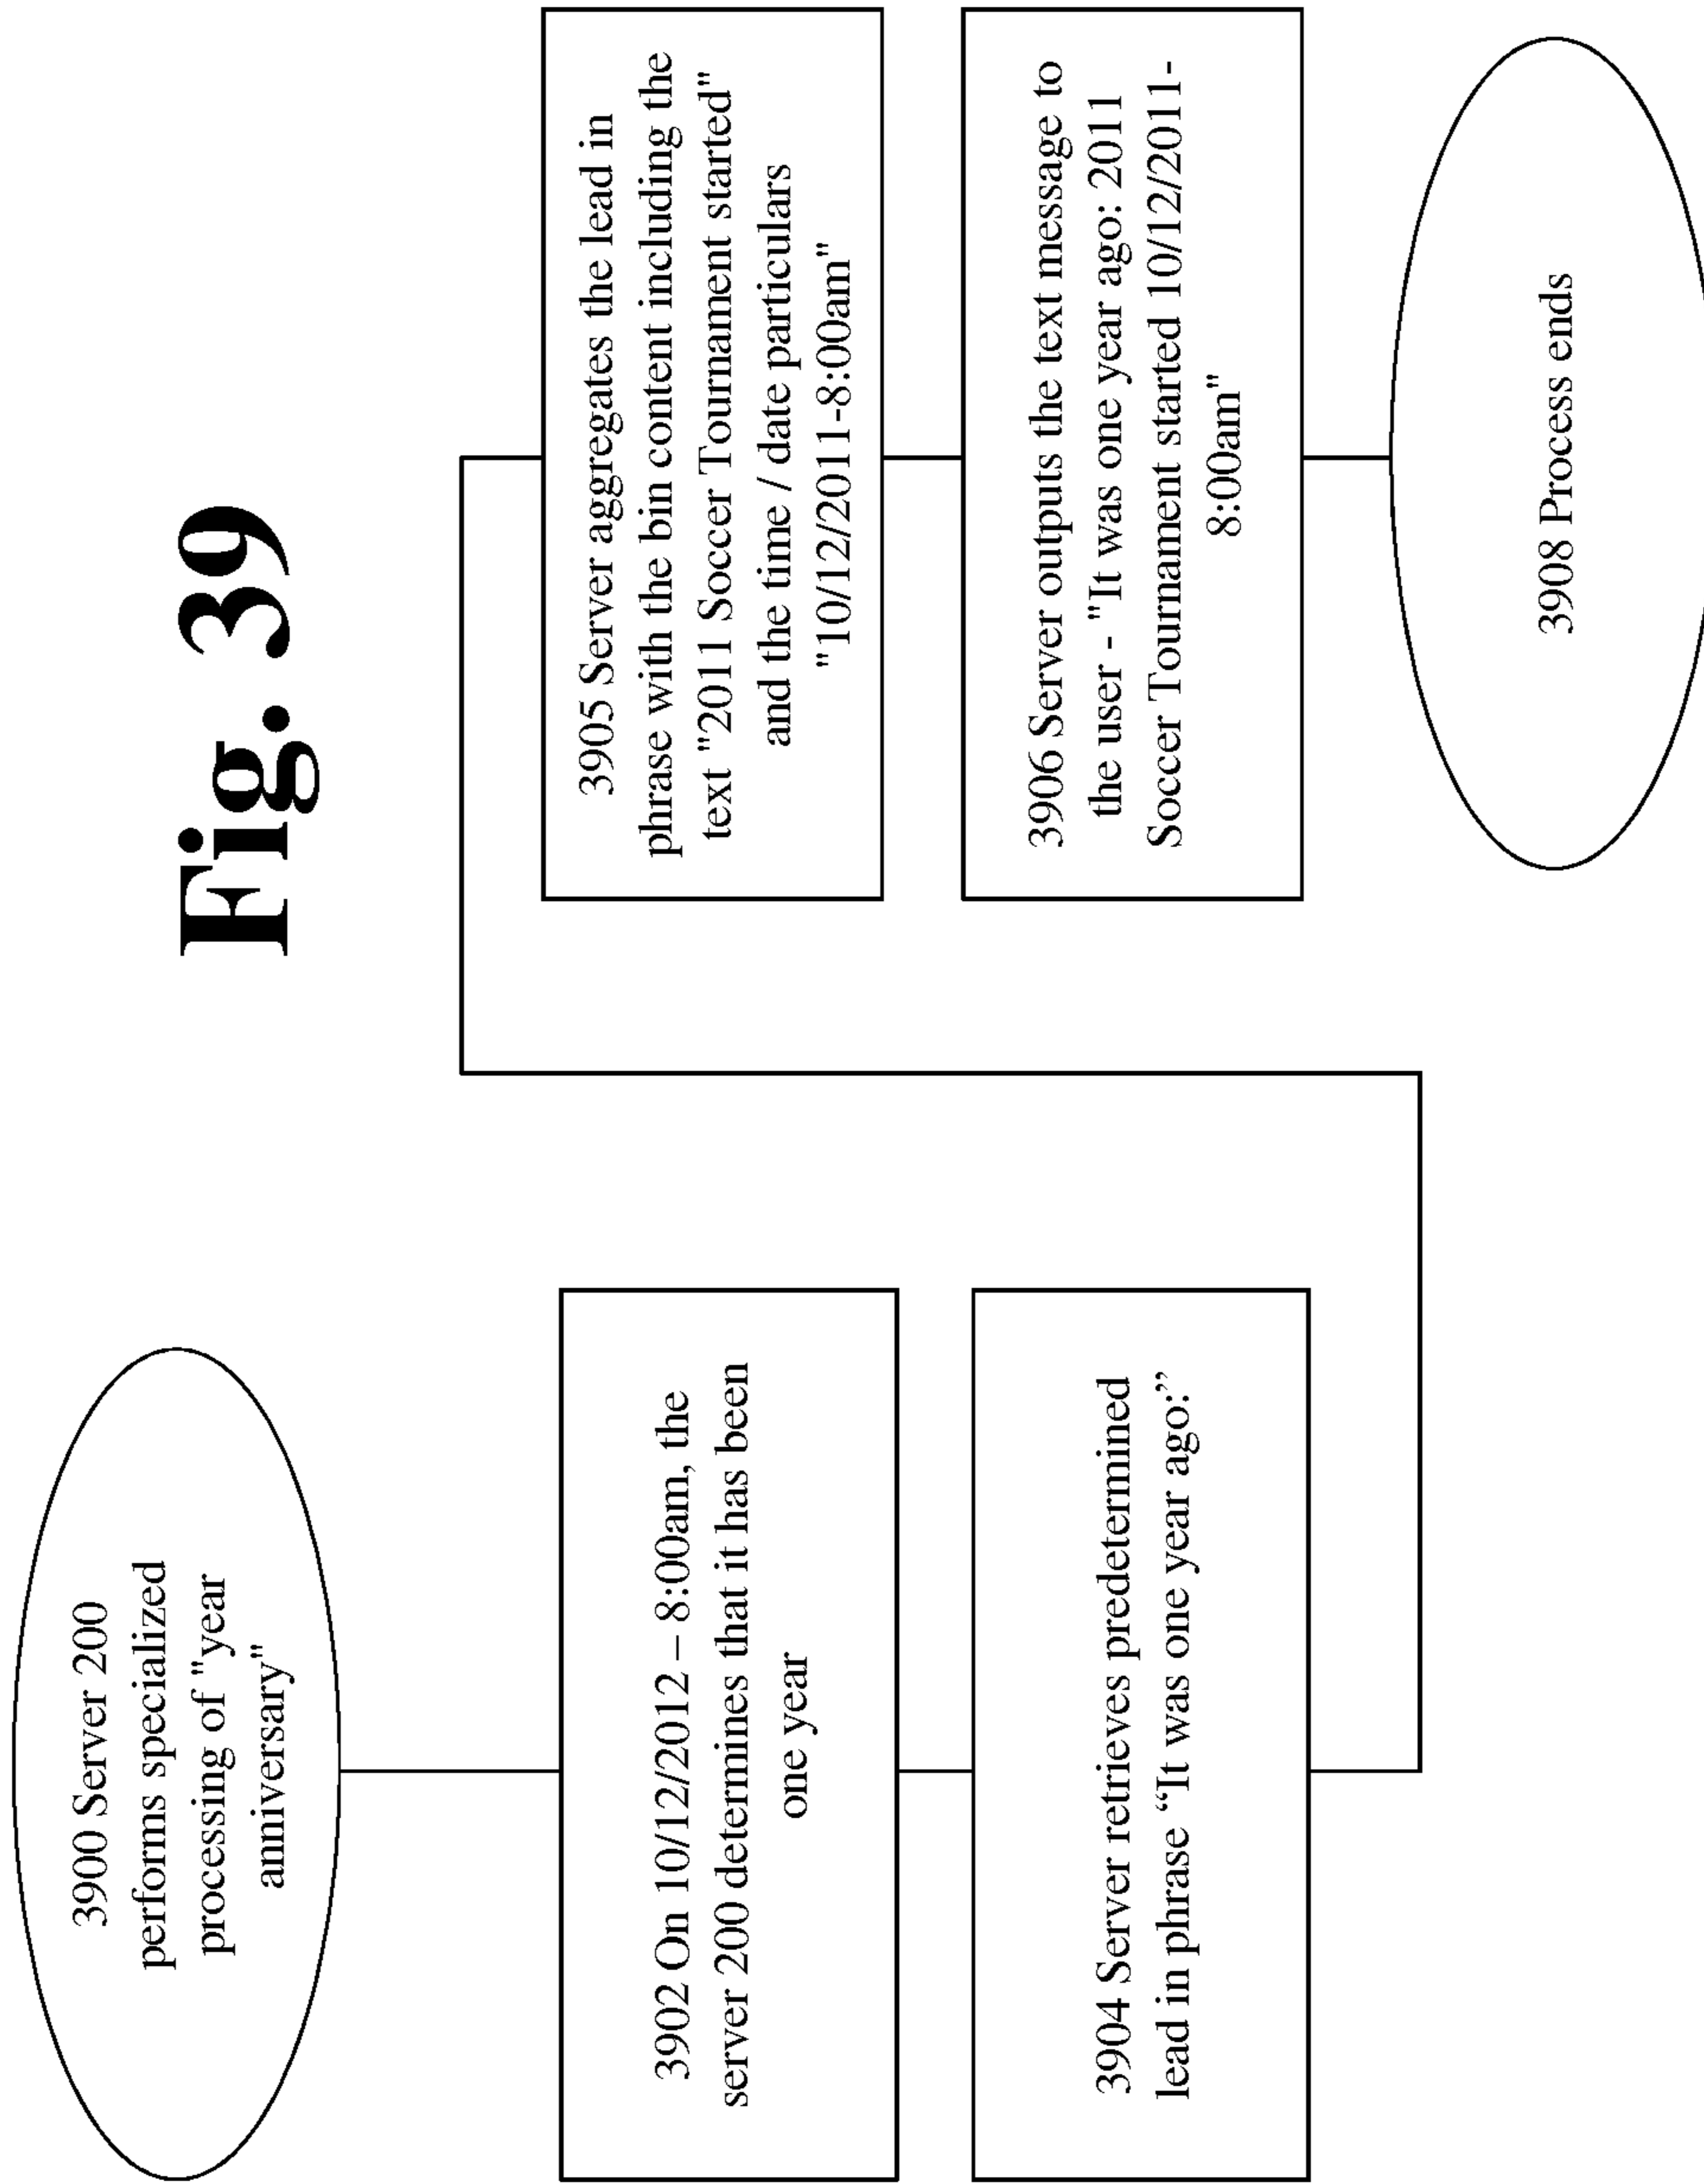 Fig. 39
3900 Server 200
performs specialized
processing of "year
anniversary"
3902 On 10/12/2012 – 8:00am, the
server 200 determines that it has been
one year
3904 Server retrieves predetermined
lead in phrase “It was one year ago:”
3905 Server aggregates the lead in
phrase with the bin content including the
text "2011 Soccer Tournament started"
and the time / date particulars
"10/12/2011-8:00am"
3906 Server outputs the text message to
the user - "It was one year ago: 2011
Soccer Tournament started 10/12/2011-
8:00am"
3908 Process ends